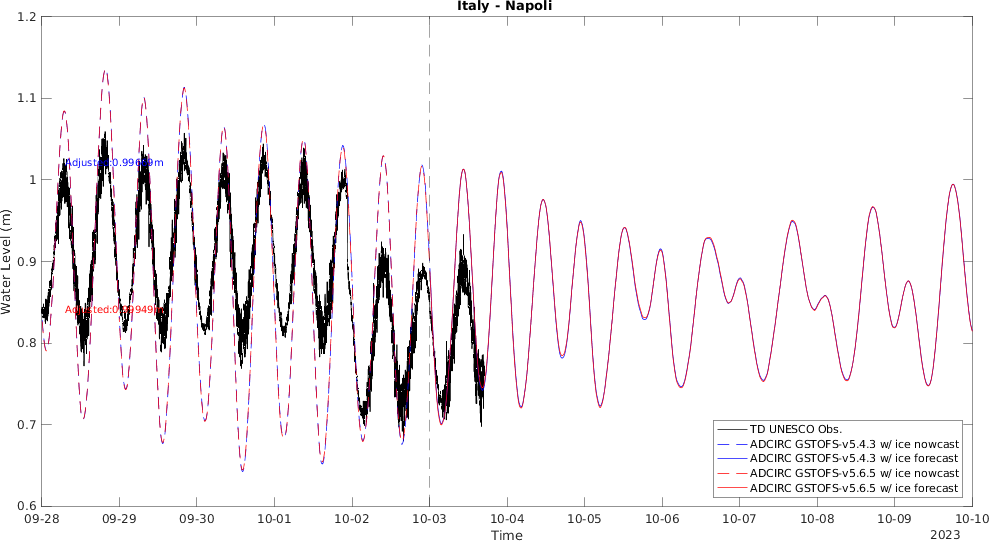 Italy - Napoli
Water Level (m)
1.2
1.1
1
0.9
0.8
0.7
0.6
TD UNESCO Obs.
ADCIRC GSTOFS-v5.4.3 w/ ice nowcast
ADCIRC GSTOFS-v5.4.3 w/ ice forecast
ADCIRC GSTOFS-v5.6.5 w/ ice nowcast
ADCIRC GSTOFS-v5.6.5 w/ ice forecast
09-28 09-29 09-30 10-01 10-02 10-03 10-04 10-05 10-06 10-07 10-08 10-09 10-10
Time
2023